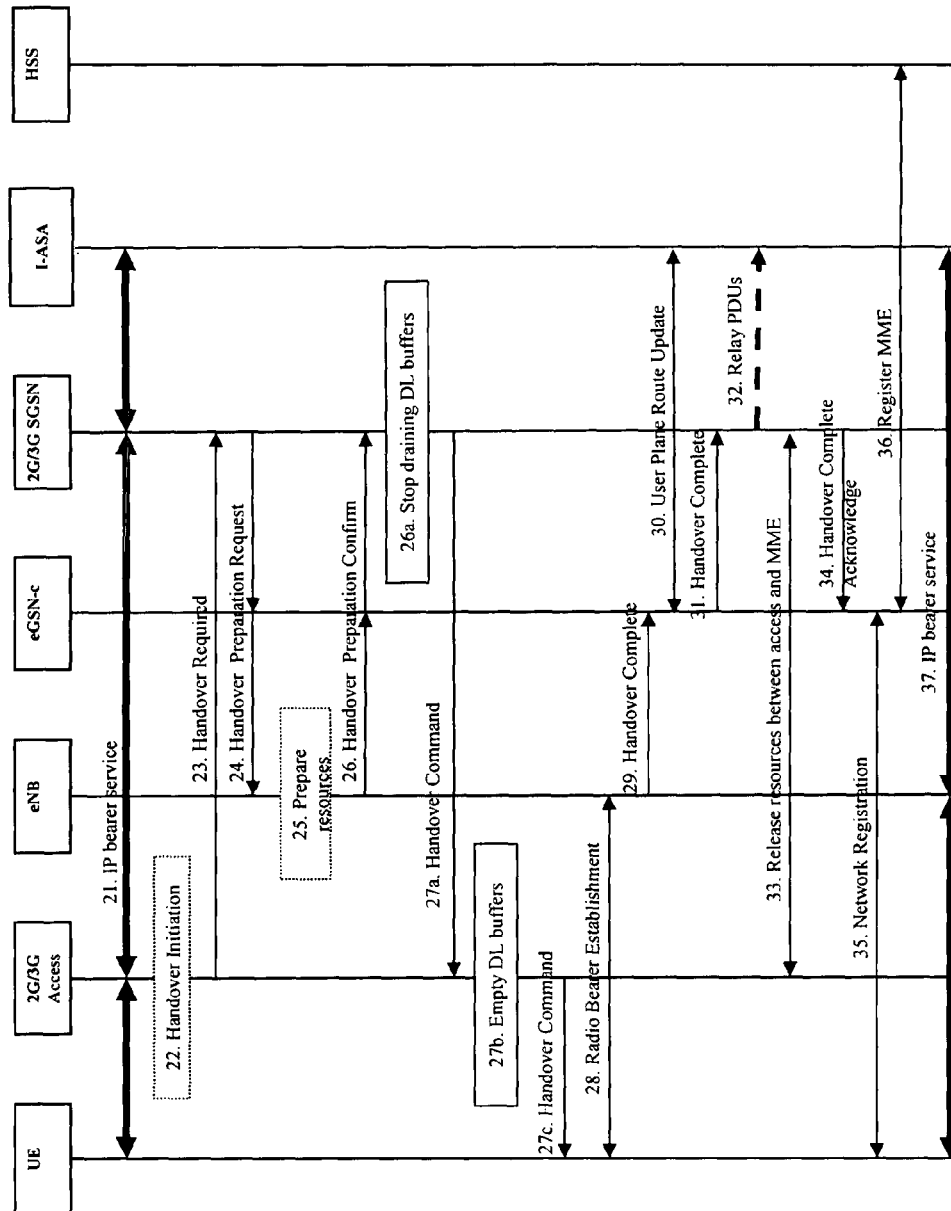 UE
2G/3G
Access
eNB
eGSN-c
2G/3G SGSN
I-ASA
HSS
21. IP bearer service
22. Handover Initiation
23. Handover Required
24. Handover Preparation Request
25. Prepare
resources
26. Handover Preparation Confirm
26a. Stop draining DL buffers
27a. Handover Command
27b. Empty DL buffers
27c. Handover Command
28. Radio Bearer Establishment
29. Handover Complete
30. User Plane Route Update
31. Handover Complete
32. Relay PDUs
33. Release resources between access and MME
34. Handover Complete
Acknowledge
35. Network Registration
36. Register MME
37. IP bearer service